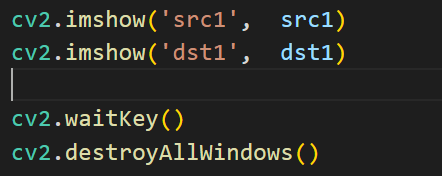 cv2.imshow('src1',  src1)
cv2.imshow('dst1',  dst1)
cv2.waitKey()
cv2.destroyAllWindows()